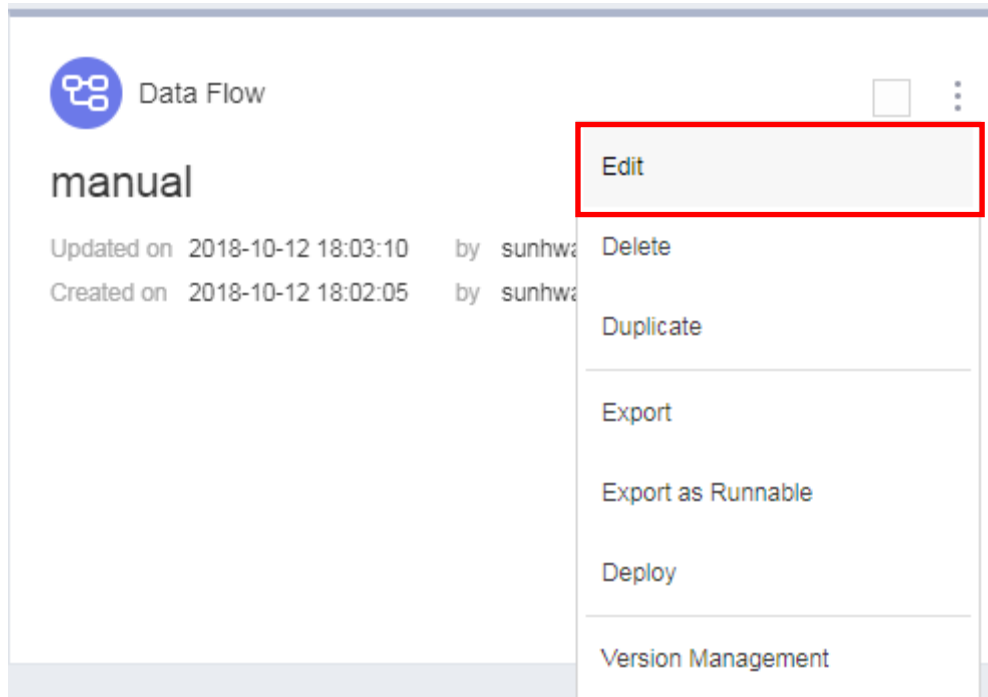 Data Flow
manual
Updated on 2018-10-12 18:03:10 by
Created on 2018-10-12 18:02:05 by
Edit
Delete
Duplicate
Export
Export as Runnable
Deploy
Version Management